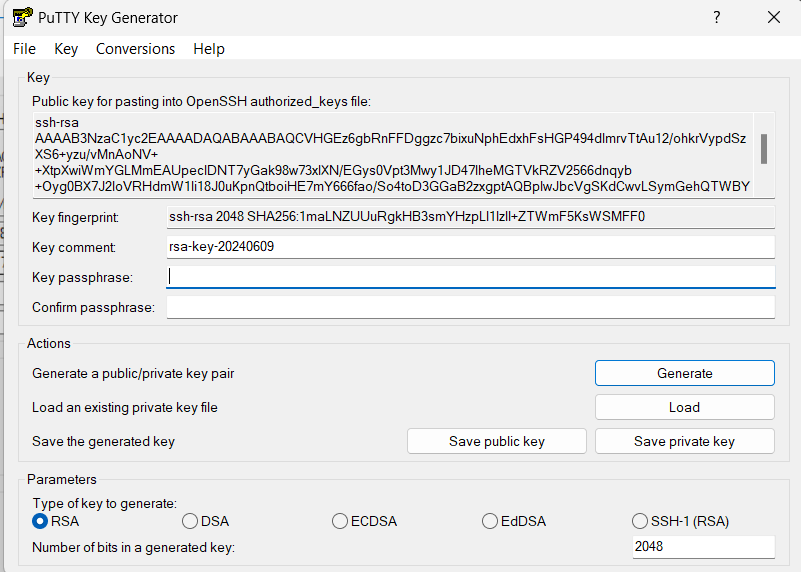 PuTTY Key Generator
File Key Conversions Help
Key
Public key for pasting into OpenSSH authorized_keys file:
ssh-rsa
AAAAB3NzaC1yc2EAAAADAQABAAABAQCVHGEz6gbRnFFDggzc7bixuNphEdxhFsHGP494dImrvTtAu12/ohkrVypdSz
XS6+yzu/vMnAoNV+
+XtpXwiWmYGLMmEAUpecIDNT7yGak98w73xlXN/EGys0Vpt3Mwy1JD47lheMGTVkRZV2566dnqyb
+Oyg0BX7J2loVRHdmW1li18J0uKpnQtboiHE7mY666fao/So4toD3GGaB2zxgptAQBplwJbcVgSKdCwvLSymGehQTWBY
Key fingerprint: ssh-rsa 2048 SHA256:1maLNZUUuRgkHB3smYHzpLI1lzll+ZTWmF5KsWSMFF0
Key comment: rsa-key-20240609
Key passphrase:
Confirm passphrase:
Actions
Generate a public/private key pair Generate
Load an existing private key file Load
Save the generated key Save public key Save private key
Parameters
Type of key to generate:
RSA DSA ECDSA EdDSA SSH-1 (RSA)
Number of bits in a generated key: 2048